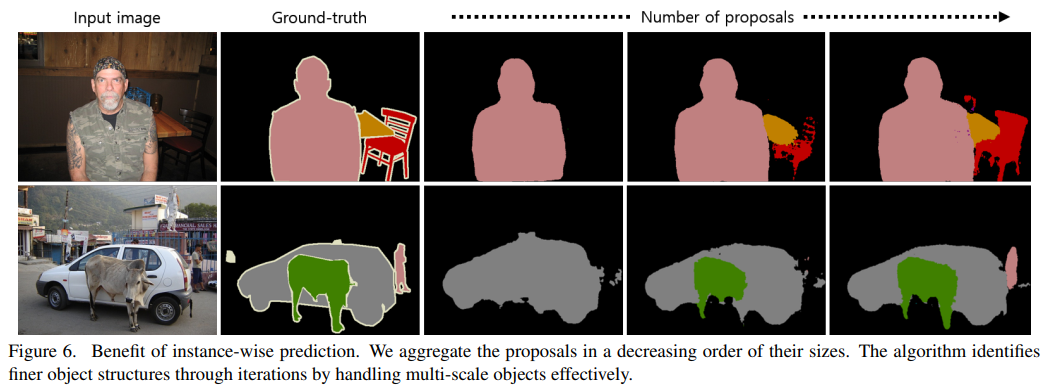 Input image
Ground-truth
Number of proposals
Figure 6. Benefit of instance-wise prediction. We aggregate the proposals in a decreasing order of their sizes. The algorithm identifies
finer object structures through iterations by handling multi-scale objects effectively.